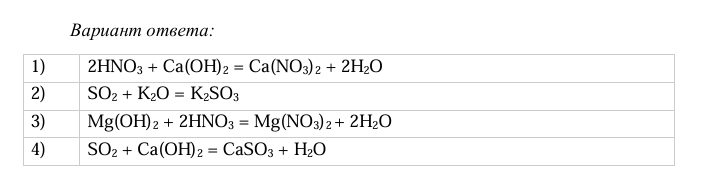 Вариант ответа:
1) 2HNO₃ + Ca(OH)₂ = Ca(NO₃)₂ + 2H₂O
2) SO₂ + K₂O = K₂SO₃
3) Mg(OH)₂ + 2HNO₃ = Mg(NO₃)₂ + 2H₂O
4) SO₂ + Ca(OH)₂ = CaSO₃ + H₂O